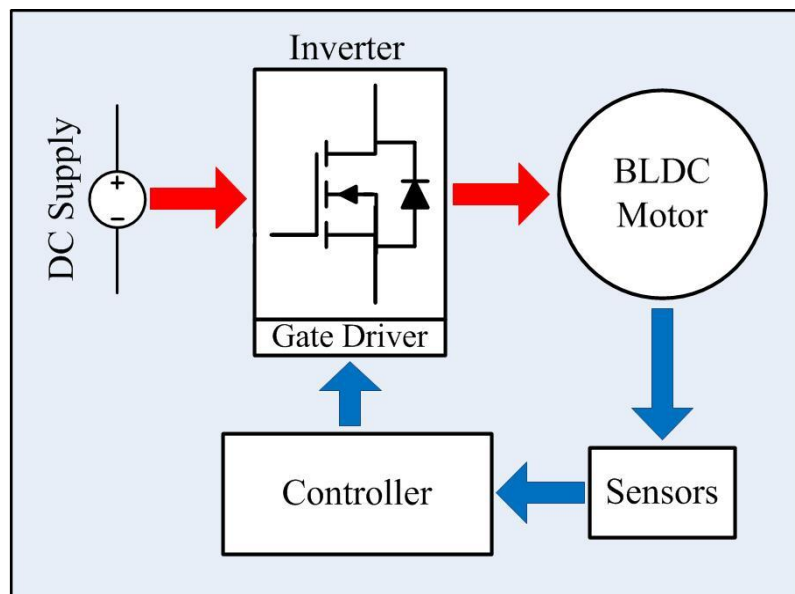 Inverter
DC Supply
+
−
BLDC
Motor
Gate Driver
Controller
Sensors